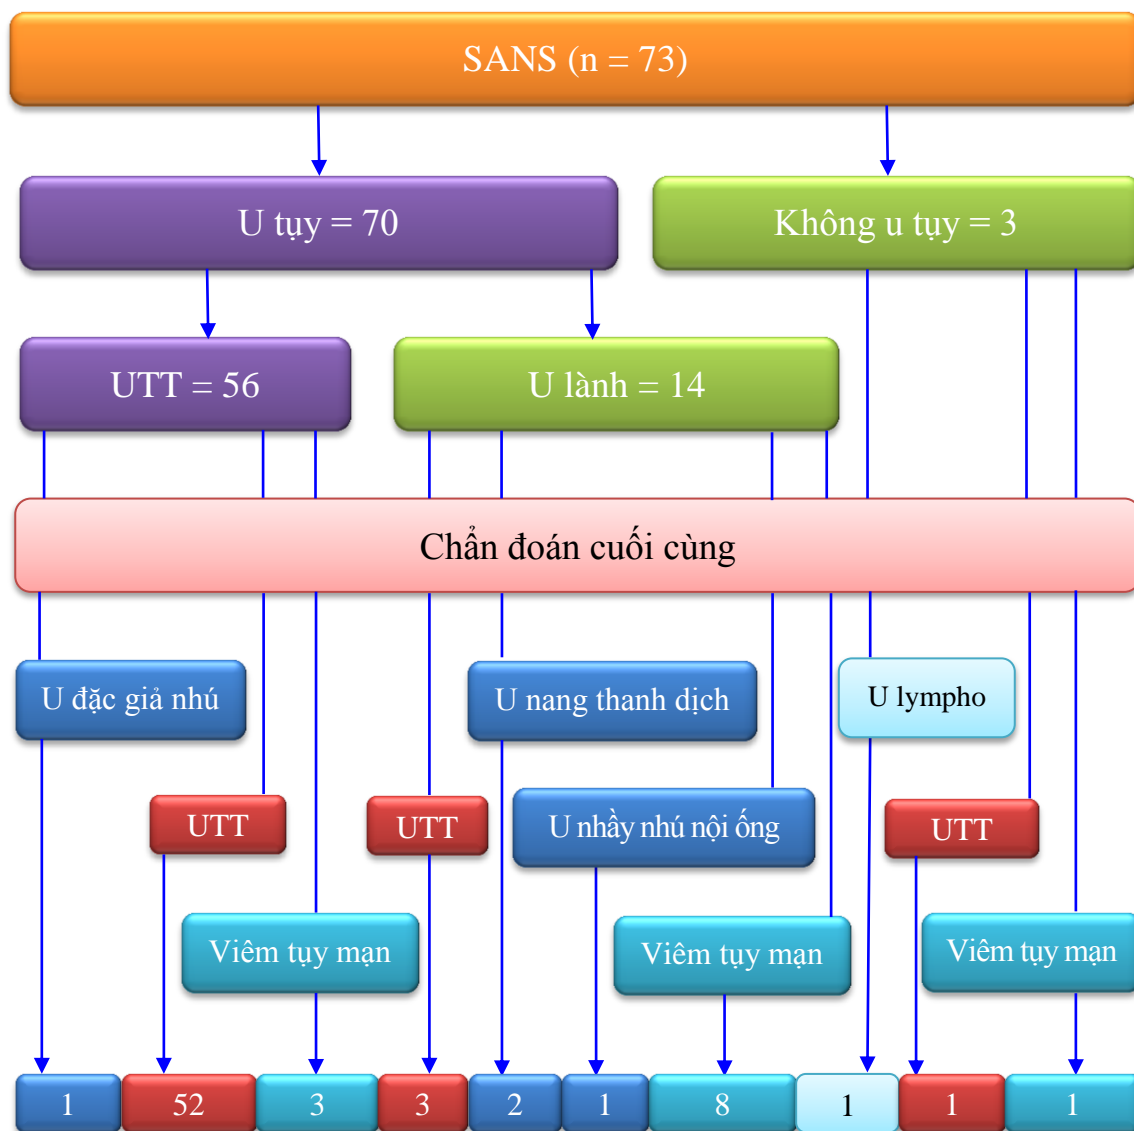 SANS (n = 73)
U tụy = 70
Không u tụy = 3
UTT = 56
U lành = 14
Chẩn đoán cuối cùng
U đặc giả nhú
U nang thanh dịch
U lympho
UTT
UTT
U nhầy nhú nội ống
UTT
Viêm tụy mạn
Viêm tụy mạn
Viêm tụy mạn
1
52
3
3
2
1
8
1
1
1